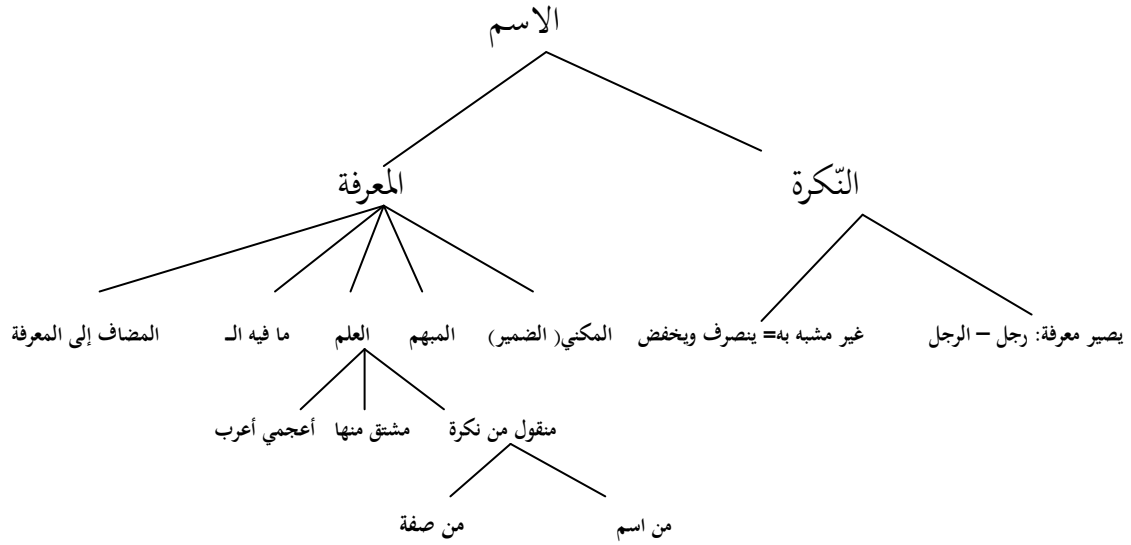 الاسم
النّكرة
المعرفة
يصير معرفة: رجل – الرجل
غير مشبه به= ينصرف ويخفض
المكني( الضمير)
المبهم
العلم
ما فيه الـ
المضاف إلى المعرفة
منقول من نكرة
مشتق منها
أعجمي أعرب
من اسم
من صفة